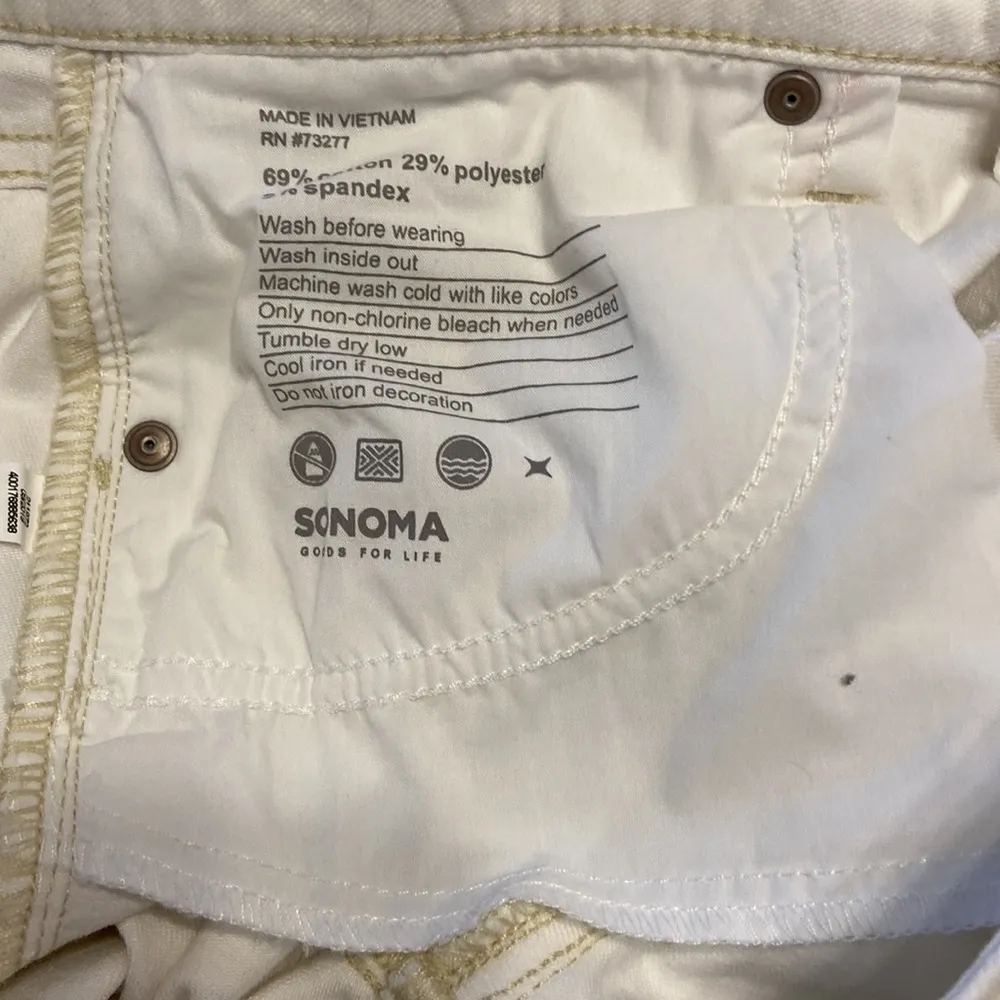 MADE IN VIETNAM
RN #73277
69% cotton 29% polyester
spandex
Wash before wearing
Wash inside out
Machine wash cold with like colors
Only non-chlorine bleach when needed
Tumble dry low
Cool iron if needed
Do not iron decoration
SONOMA
GOODS FOR LIFE